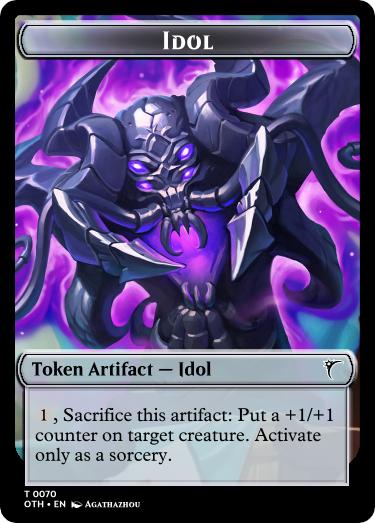 Idol
Token Artifact — Idol
1 , Sacrifice this artifact: Put a +1/+1
counter on target creature. Activate
only as a sorcery.
T 0070
OTH • EN Agathazhou